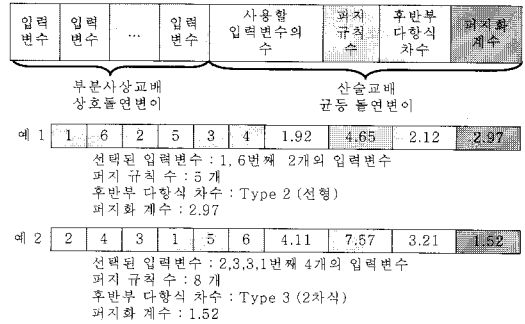 입력 변수 입력 변수 ... 입력 변수 사용할 입력변수의 수 퍼지 규칙 수 후반부 다항식 차수 퍼지화 계수
부분사상교배 산술교배
상호돌연변이 균등 돌연변이
예 1 1 6 2 5 3 4 1.92 4.65 2.12 2.97
선택된 입력변수 : 1, 6번째 2개의 입력변수
퍼지 규칙 수 : 5 개
후반부 다항식 차수 : Type 2 (선형)
퍼지화 계수 : 2.97
예 2 2 4 3 1 5 6 4.11 7.57 3.21 1.52
선택된 입력변수 : 2,3,3,1번째 4개의 입력변수
퍼지 규칙 수 : 8 개
후반부 다항식 차수 : Type 3 (2차식)
퍼지화 계수 : 1.52